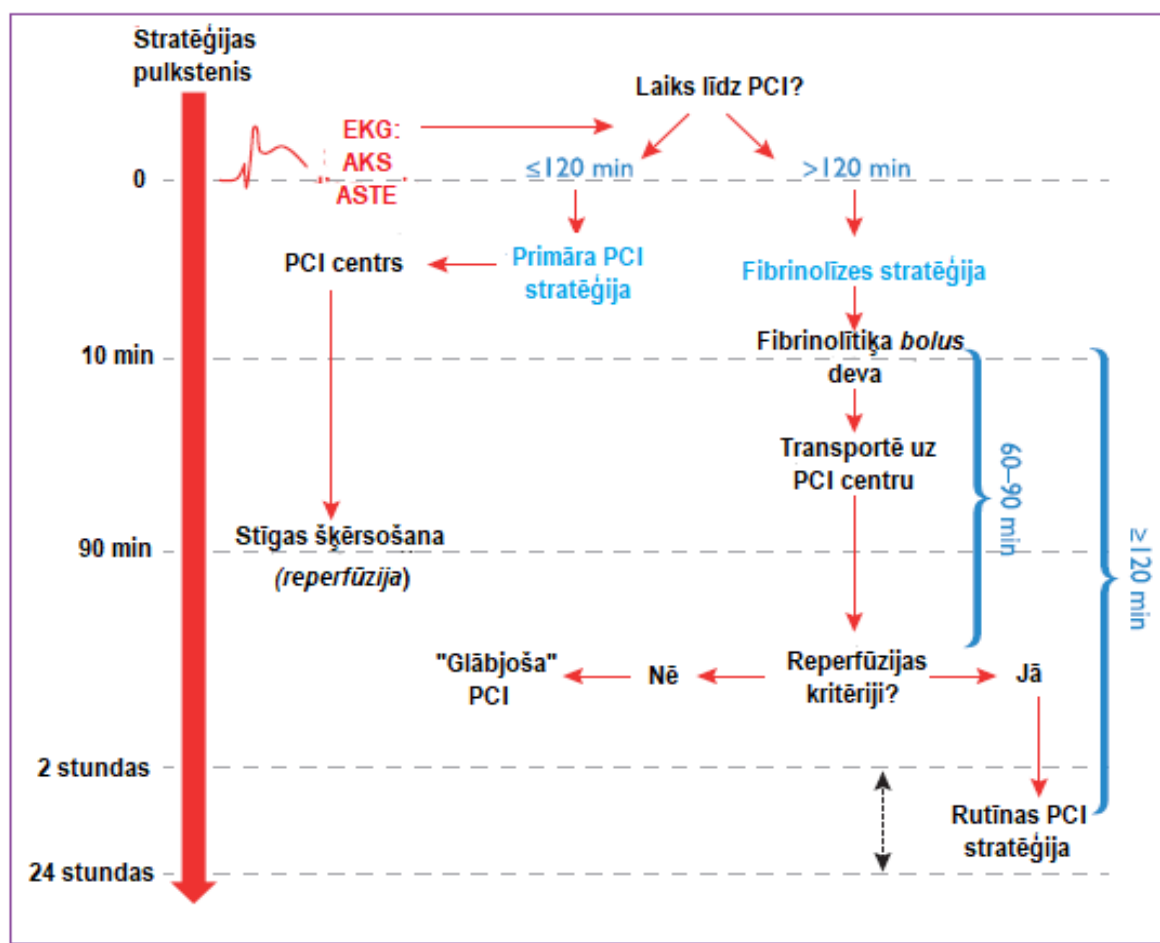 Stratēģijas
pulkstenis
Laiks līdz PCI?
EKG:
AKS
ASTE
0
≤120 min
>120 min
PCI centrs
Primāra PCI
stratēģija
Fibrinolīzes stratēģija
10 min
Fibrinolītiķa bolus
deva
Transportē uz
PCI centru
60–90 min
≥120 min
90 min
Stīgas šķērsošana
(reperfūzija)
"Glābjoša"
PCI
Nē
Reperfūzijas
kritēriji?
Jā
2 stundas
Rutīnas PCI
stratēģija
24 stundas